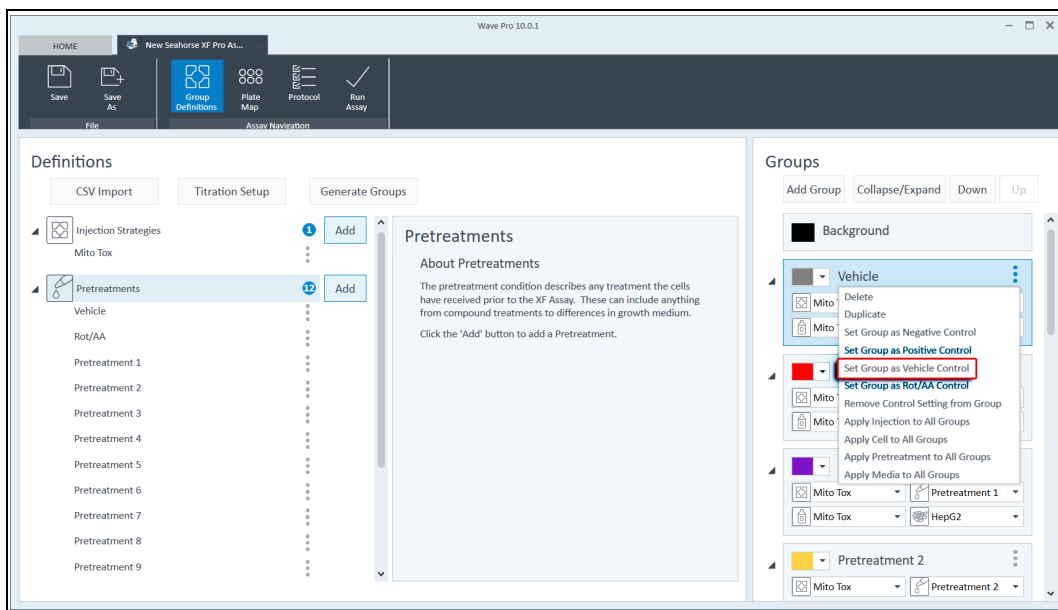 Wave Pro 10.0.1
HOME
New Seahorse XF Pro As...
Save
Save As
Group Definitions
Plate Map
Protocol
Run Assay
File
Assay Navigation
Definitions
CSV Import
Titration Setup
Generate Groups
Injection Strategies
1
Add
Mito Tox
Pretreatments
12
Add
Vehicle
Rot/AA
Pretreatment 1
Pretreatment 2
Pretreatment 3
Pretreatment 4
Pretreatment 5
Pretreatment 6
Pretreatment 7
Pretreatment 8
Pretreatment 9
Pretreatments
About Pretreatments
The pretreatment condition describes any treatment the cells
have received prior to the XF Assay. These can include anything
from compound treatments to differences in growth medium.
Click the 'Add' button to add a Pretreatment.
Groups
Add Group
Collapse/Expand
Down
Up
Background
Vehicle
Mito
Mito
Delete
Duplicate
Set Group as Negative Control
Set Group as Positive Control
Set Group as Vehicle Control
Set Group as Rot/AA Control
Remove Control Setting from Group
Apply Injection to All Groups
Apply Cell to All Groups
Apply Pretreatment to All Groups
Apply Media to All Groups
Mito
Mito
Mito Tox
Pretreatment 1
Mito Tox
HepG2
Pretreatment 2
Mito Tox
Pretreatment 2